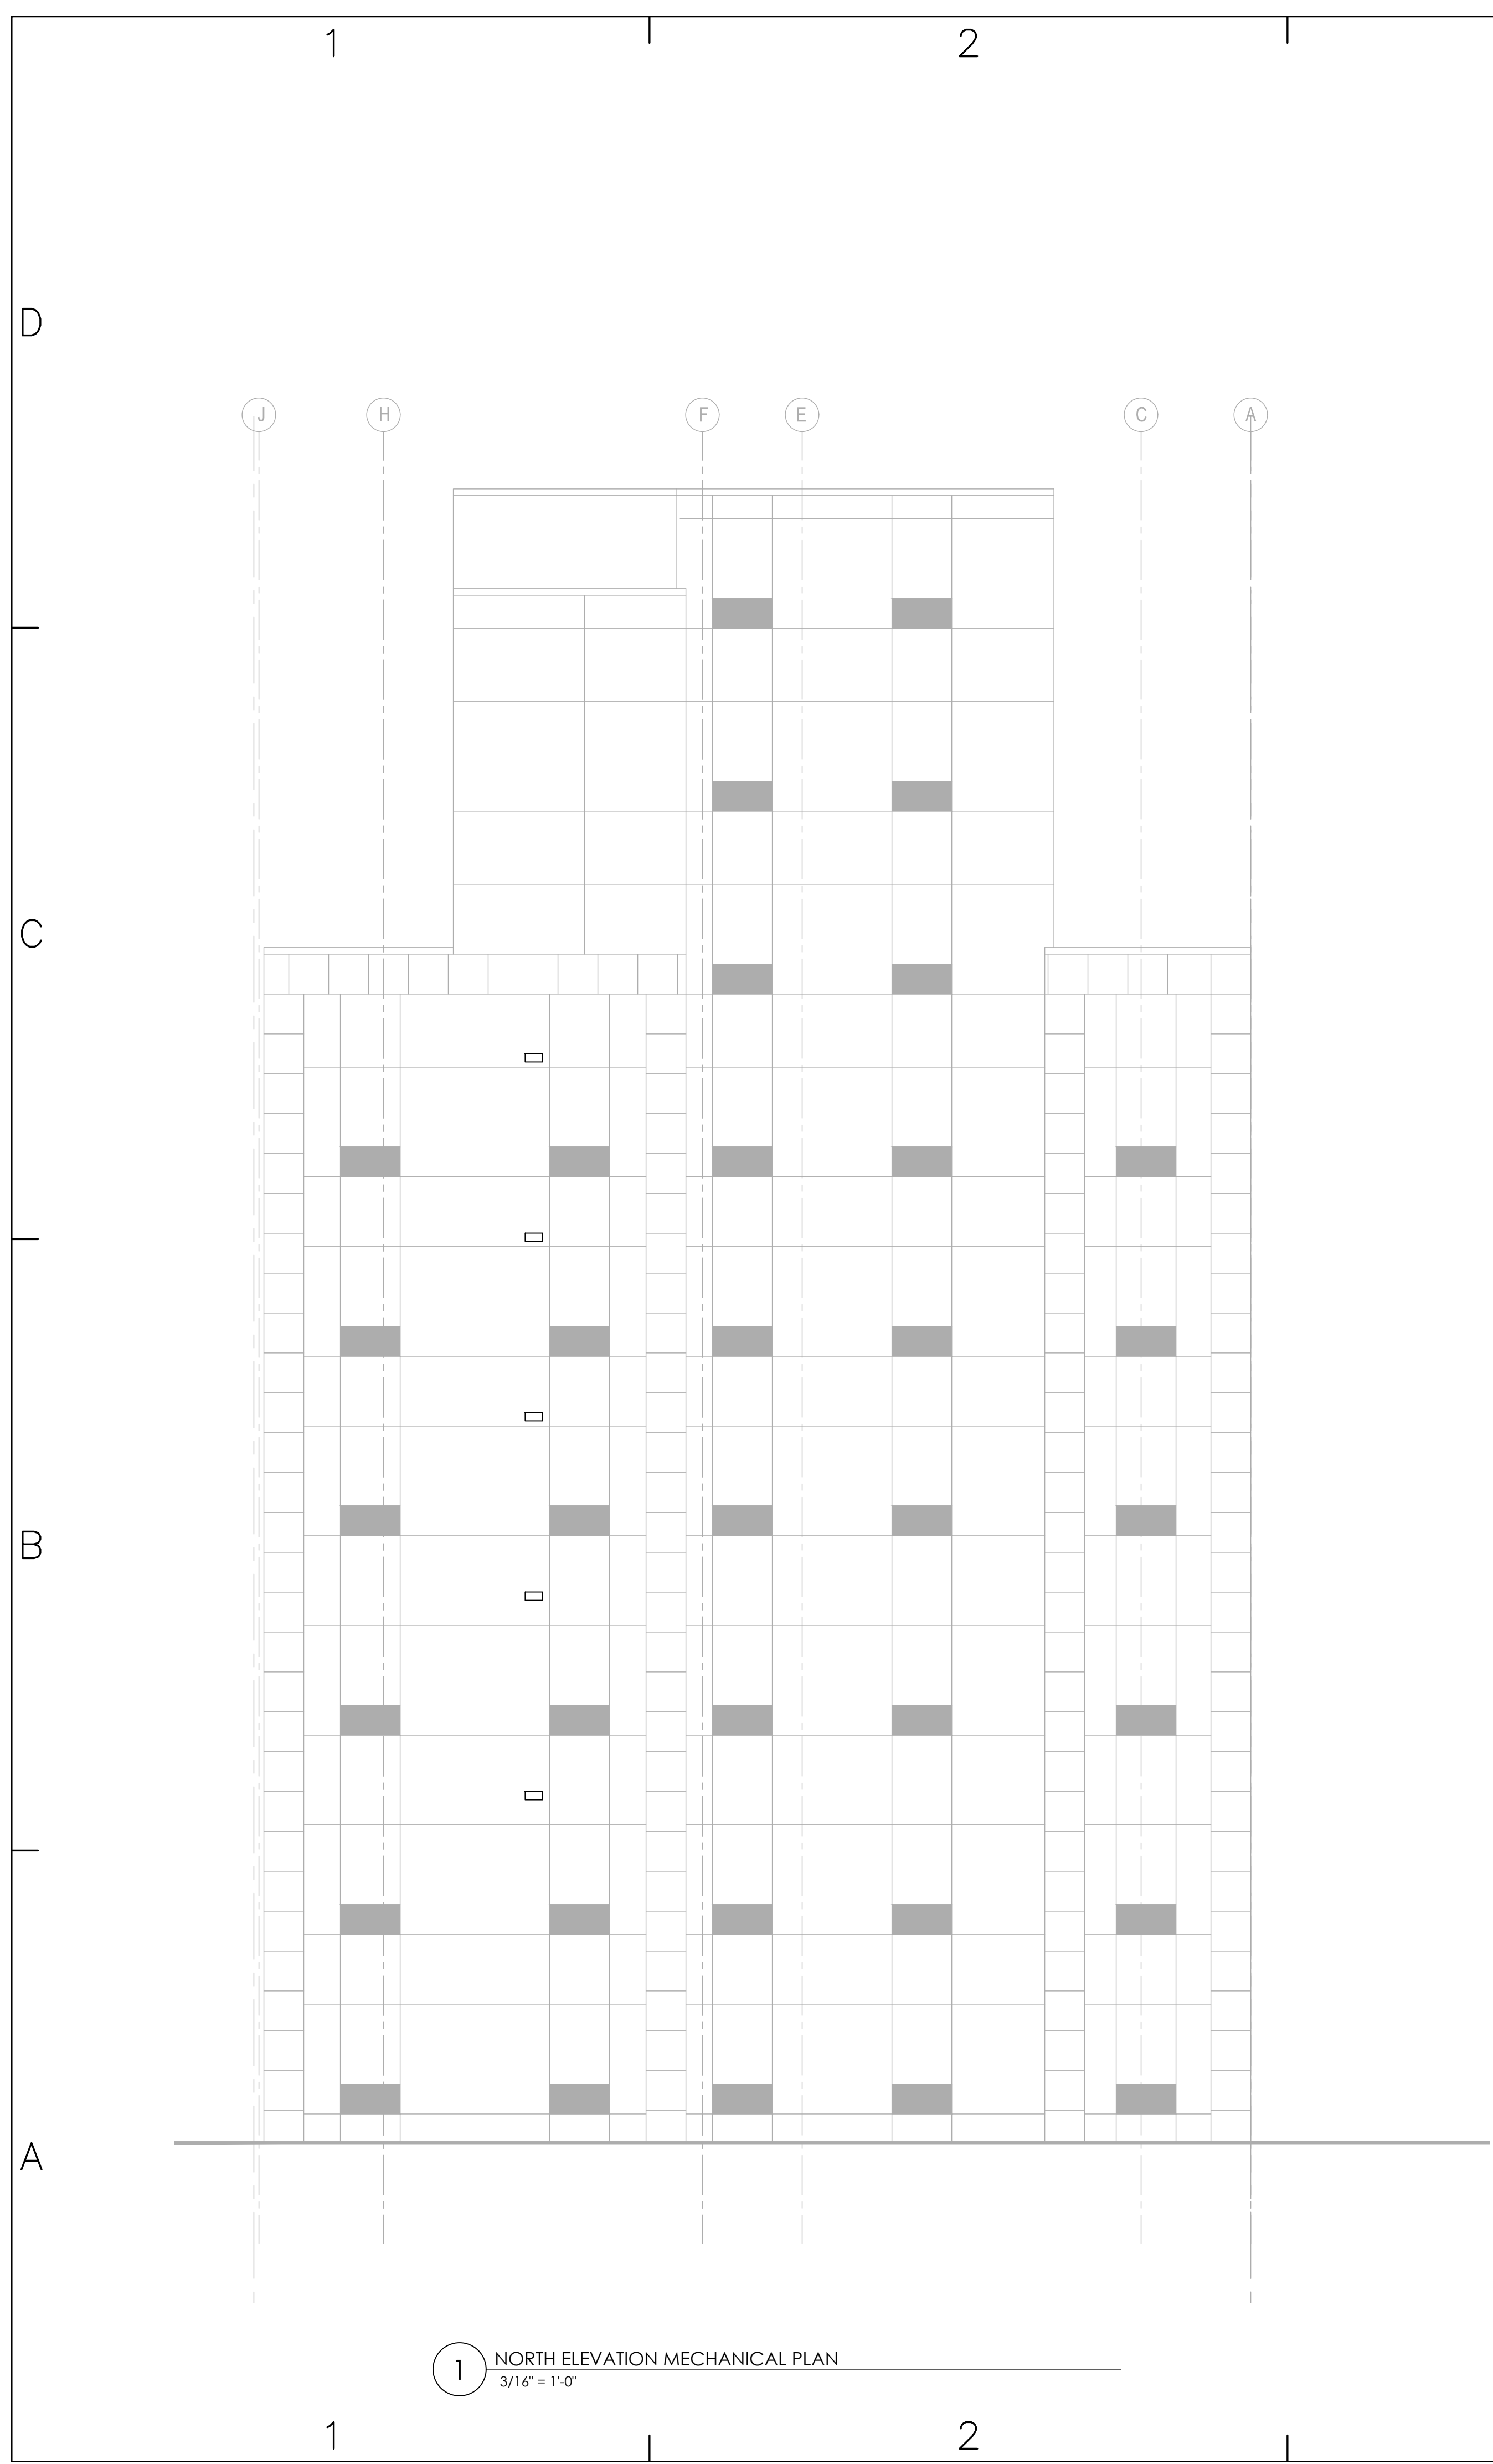 1 2
D
J H F E C A
C
B
A
1 NORTH ELEVATION MECHANICAL PLAN
3/16" = 1'-0"
1 2